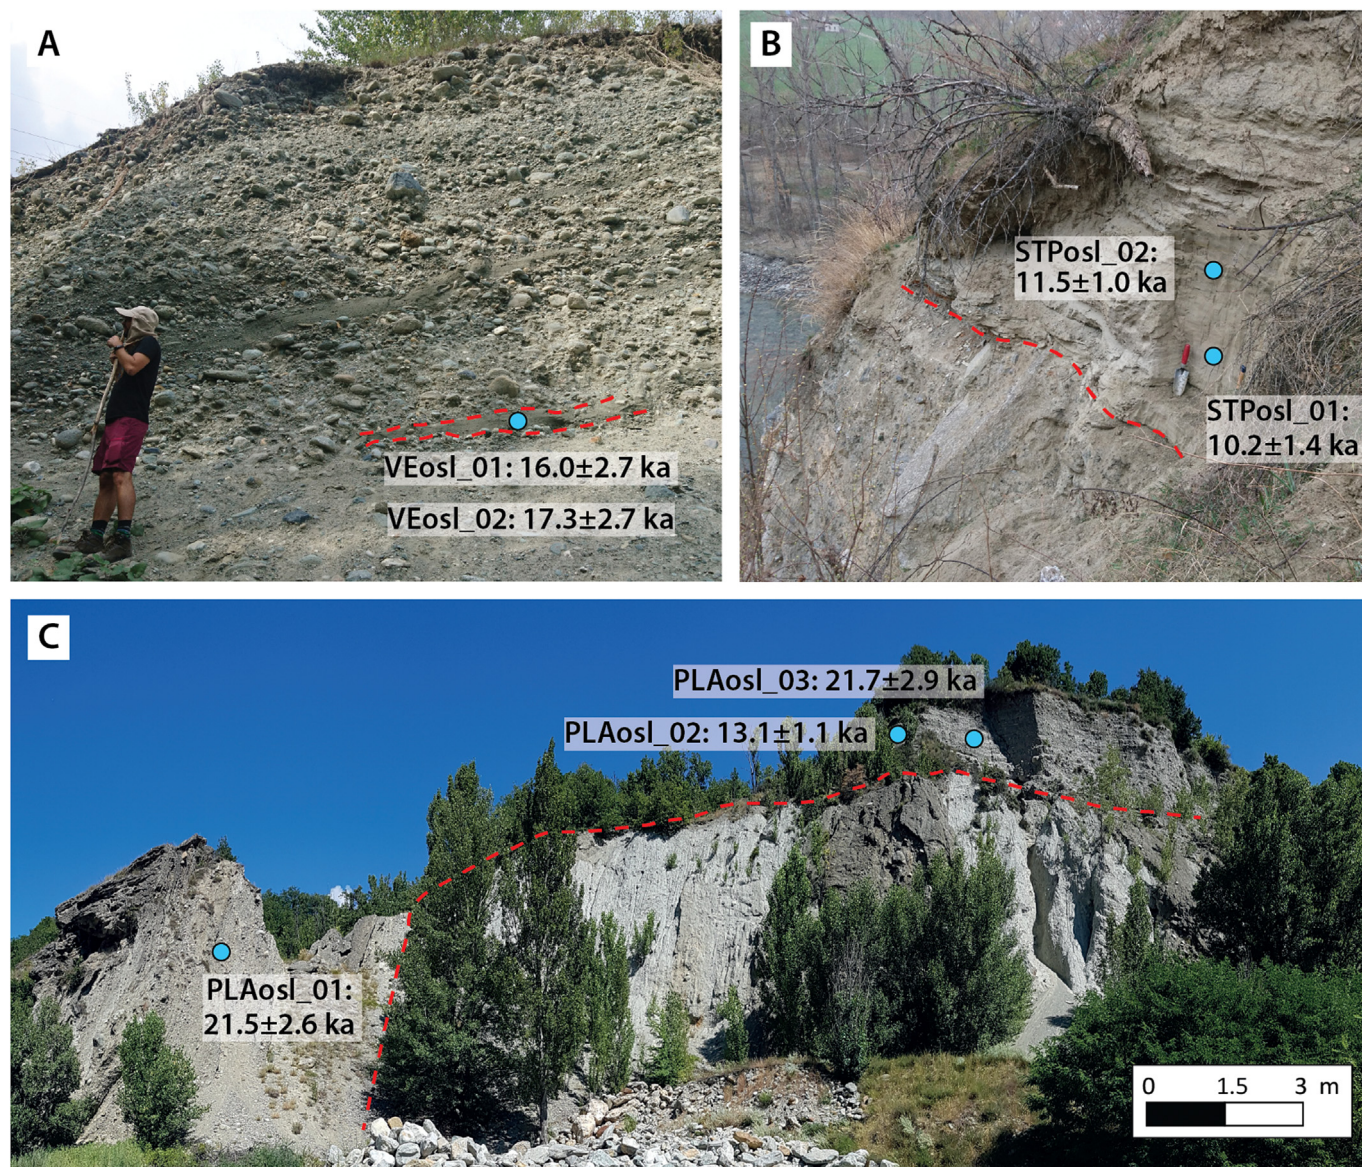 A
VEosl_01: 16.0±2.7 ka
VEosl_02: 17.3±2.7 ka
B
STPosl_02:
11.5±1.0 ka
STPosl_01:
10.2±1.4 ka
C
PLAosl_03: 21.7±2.9 ka
PLAosl_02: 13.1±1.1 ka
PLAosl_01:
21.5±2.6 ka
0 1.5 3 m